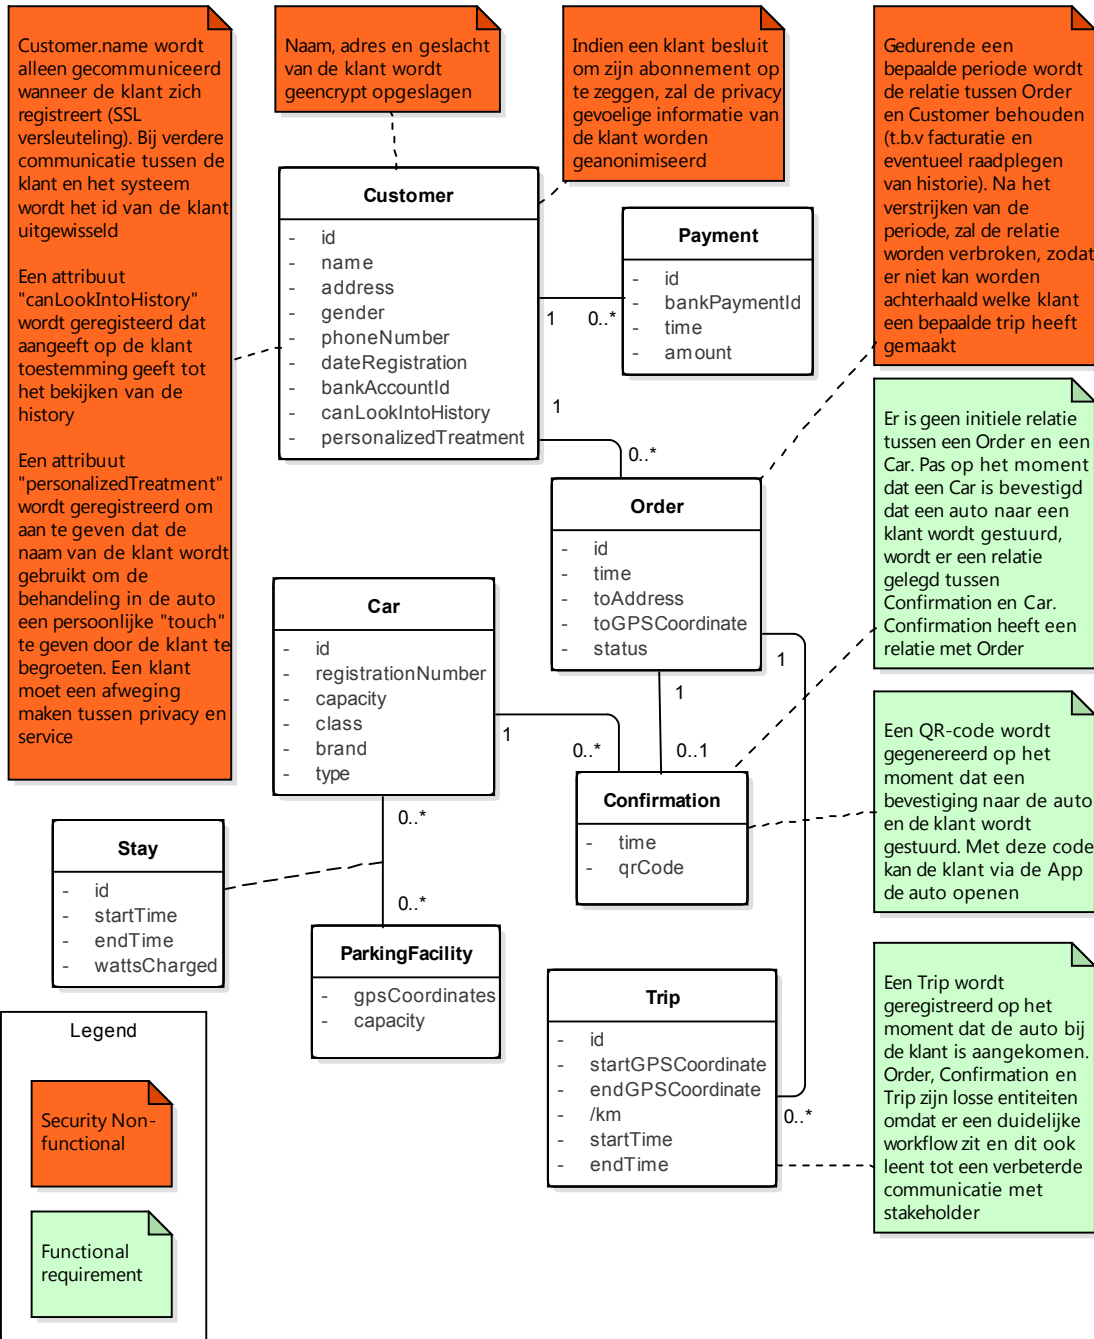 Customer.name wordt
alleen gecommuniceerd
wanneer de klant zich
registreert (SSL
versleuteling). Bij verdere
communicatie tussen de
klant en het systeem
wordt het id van de klant
uitgewisseld
Een attribuut
"canLookIntoHistory"
wordt geregisteerd dat
aangeeft op de klant
toestemming geeft tot
het bekijken van de
history
Een attribuut
"personalizedTreatment"
wordt geregistreerd om
aan te geven dat de
naam van de klant wordt
gebruikt om de
behandeling in de auto
een persoonlijke "touch"
te geven door de klant te
begroeten. Een klant
moet een afweging
maken tussen privacy en
service
Naam, adres en geslacht
van de klant wordt
geencrypt opgeslagen
Indien een klant besluit
om zijn abonnement op
te zeggen, zal de privacy
gevoelige informatie van
de klant worden
geanonimiseerd
Gedurende een
bepaalde periode wordt
de relatie tussen Order
en Customer behouden
(t.b.v facturatie en
eventueel raadplegen
van historie). Na het
verstrijken van de
periode, zal de relatie
worden verbroken, zodat
er niet kan worden
achterhaald welke klant
een bepaalde trip heeft
gemaakt
Customer
- id
- name
- address
- gender
- phoneNumber
- dateRegistration
- bankAccountId
- canLookIntoHistory
- personalizedTreatment
Payment
- id
- bankPaymentId
- time
- amount
1
0..*
1
0..*
Order
- id
- time
- toAddress
- toGPSCoordinate
- status
Er is geen initiele relatie
tussen een Order en een
Car. Pas op het moment
dat een Car is bevestigd
dat een auto naar een
klant wordt gestuurd,
wordt er een relatie
gelegd tussen
Confirmation en Car.
Confirmation heeft een
relatie met Order
Car
- id
- registrationNumber
- capacity
- class
- brand
- type
1
0..*
1
0..1
1
0..*
Confirmation
- time
- qrCode
Een QR-code wordt
gegenereerd op het
moment dat een
bevestiging naar de auto
en de klant wordt
gestuurd. Met deze code
kan de klant via de App
de auto openen
0..*
0..*
Stay
- id
- startTime
- endTime
- wattsCharged
ParkingFacility
- gpsCoordinates
- capacity
Trip
- id
- startGPSCoordinate
- endGPSCoordinate
- /km
- startTime
- endTime
Een Trip wordt
geregistreerd op het
moment dat de auto bij
de klant is aangekomen.
Order, Confirmation en
Trip zijn losse entiteiten
omdat er een duidelijke
workflow zit en dit ook
leent tot een verbeterde
communicatie met
stakeholder
Legend
Security Non-
functional
Functional
requirement